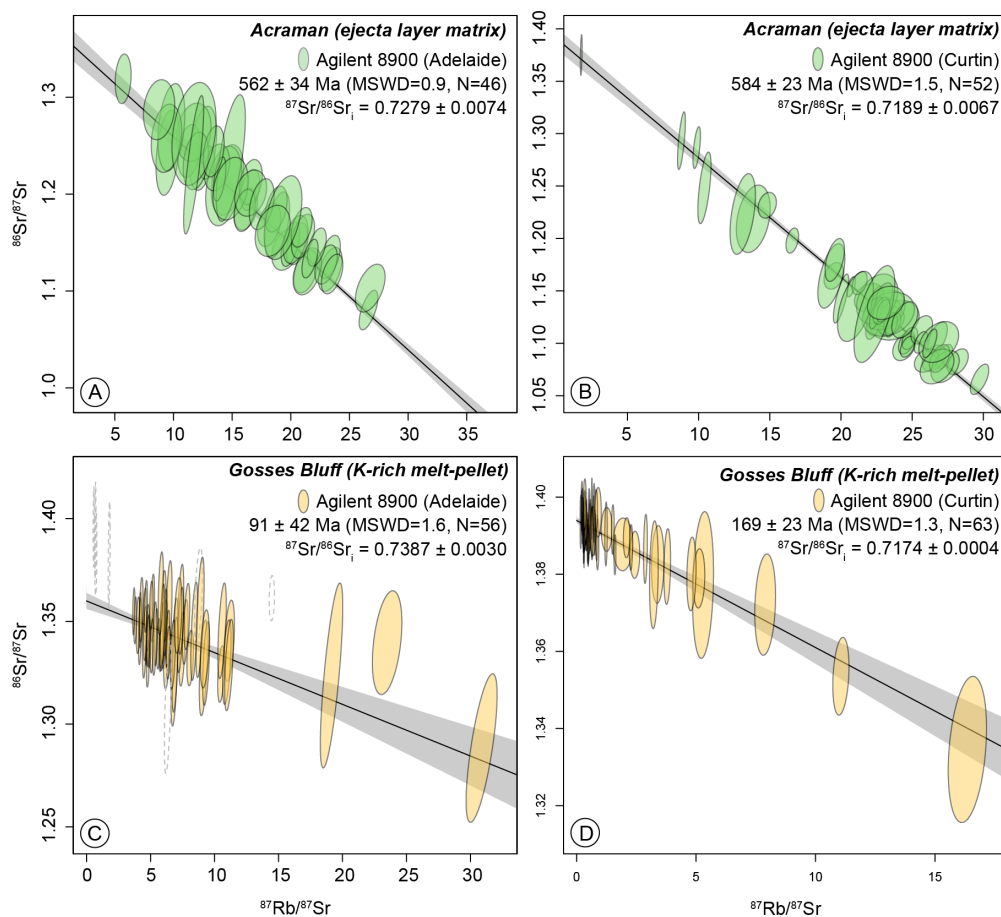 Acraman (ejecta layer matrix)
Agilent 8900 (Adelaide)
562 ± 34 Ma (MSWD=0.9, N=46)
⁸⁷Sr/⁸⁶Srᵢ = 0.7279 ± 0.0074
1.3
1.2
1.1
1.0
⁸⁶Sr/⁸⁷Sr
A
5 10 15 20 25 30 35
Acraman (ejecta layer matrix)
Agilent 8900 (Curtin)
584 ± 23 Ma (MSWD=1.5, N=52)
⁸⁷Sr/⁸⁶Srᵢ = 0.7189 ± 0.0067
1.40
1.35
1.30
1.25
1.20
1.15
1.10
1.05
B
5 10 15 20 25 30
Gosses Bluff (K-rich melt-pellet)
Agilent 8900 (Adelaide)
91 ± 42 Ma (MSWD=1.6, N=56)
⁸⁷Sr/⁸⁶Srᵢ = 0.7387 ± 0.0030
1.40
1.35
1.30
1.25
⁸⁶Sr/⁸⁷Sr
C
0 5 10 15 20 25 30
⁸⁷Rb/⁸⁷Sr
Gosses Bluff (K-rich melt-pellet)
Agilent 8900 (Curtin)
169 ± 23 Ma (MSWD=1.3, N=63)
⁸⁷Sr/⁸⁶Srᵢ = 0.7174 ± 0.0004
1.40
1.38
1.36
1.34
1.32
D
0 5 10 15
⁸⁷Rb/⁸⁷Sr